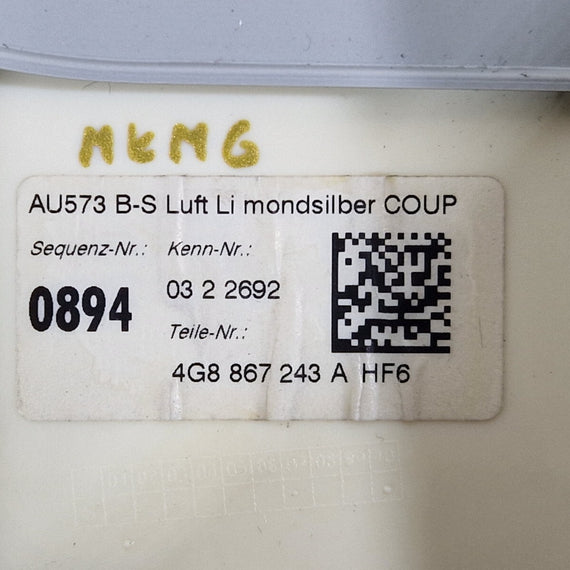 MKMG
AU573 B-S Luft Li mondsilber COUP
Sequenz-Nr.: Kenn-Nr.:
0894
03 2 2692
Teile-Nr.:
4G8 867 243 A HF6